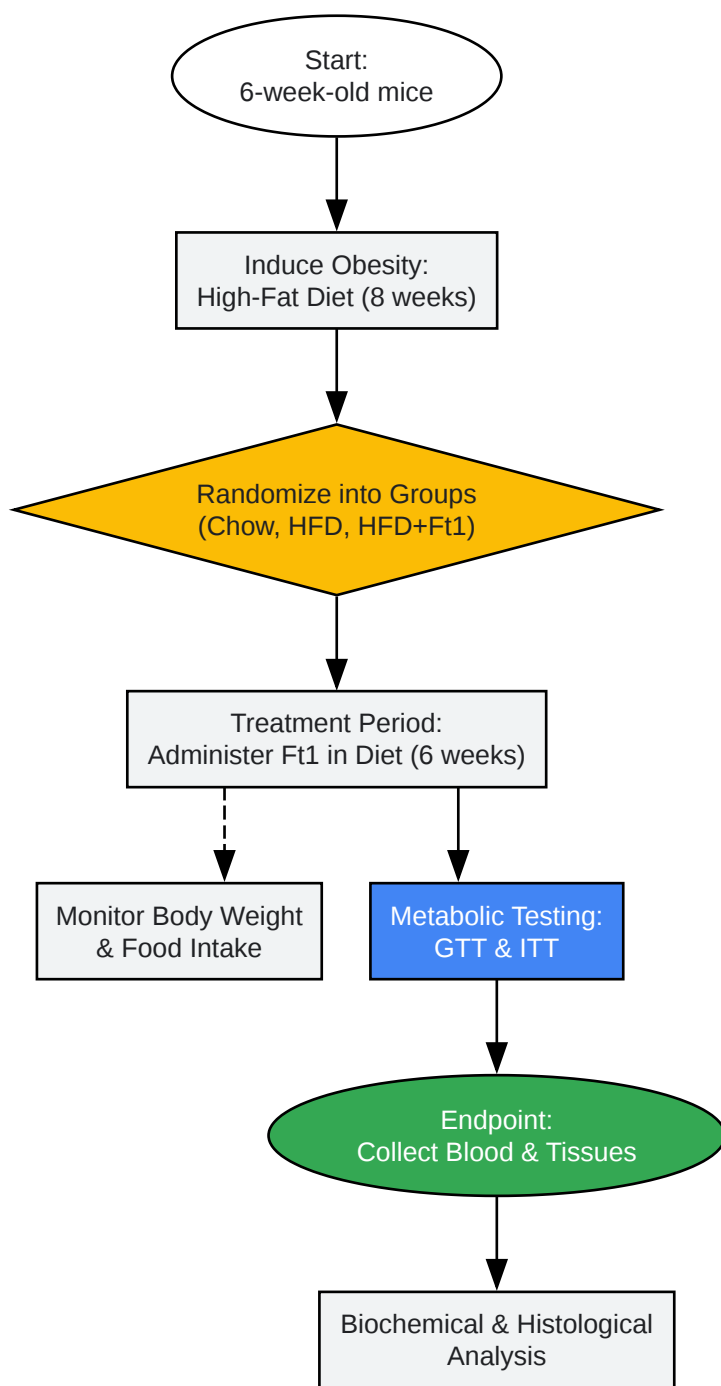 Start:
6-week-old mice
Induce Obesity:
High-Fat Diet (8 weeks)
Randomize into Groups
(Chow, HFD, HFD+Ft1)
Treatment Period:
Administer Ft1 in Diet (6 weeks)
Monitor Body Weight
& Food Intake
Metabolic Testing:
GTT & ITT
Endpoint:
Collect Blood & Tissues
Biochemical & Histological
Analysis